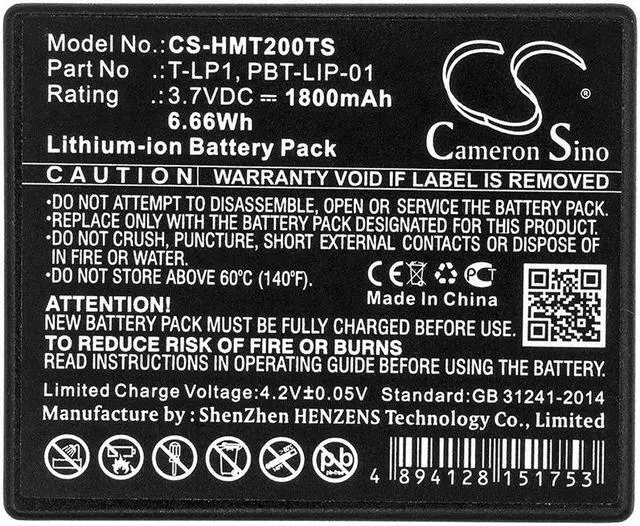 Model No.: CS-HMT200TS
Part No .: T-LP1, PBT-LIP-01
Rating .: 3.7VDC ⎓ 1800mAh
6.66Wh
Lithium-ion Battery Pack
CS ®
Cameron Sino
CAUTION WARRANTY VOID IF LABEL IS REMOVED
•DO NOT ATTEMPT TO DISASSEMBLE, OPEN OR SERVICE THE BATTERY PACK.
•REPLACE ONLY WITH THE BATTERY PACK DESIGNATED FOR THIS PRODUCT.
•DO NOT CRUSH, PUNCTURE, SHORT EXTERNAL CONTACTS OR DISPOSE OF
IN FIRE OR WATER.
•DO NOT STORE ABOVE 60°C (140°F).
CE PCT
Made In China
ATTENTION!
NEW BATTERY PACK MUST BE FULLY CHARGED BEFORE USE
TO REDUCE RISK OF FIRE OR BURNS
READ INSTRUCTIONS IN OPERATING GUIDE BEFORE USING BATTERY PACK
Limited Charge Voltage:4.2V±0.05V Standard:GB 31241-2014
Manufacture by : ShenZhen HENZENS Technology Co., Limited
Pb
4 894128 151753